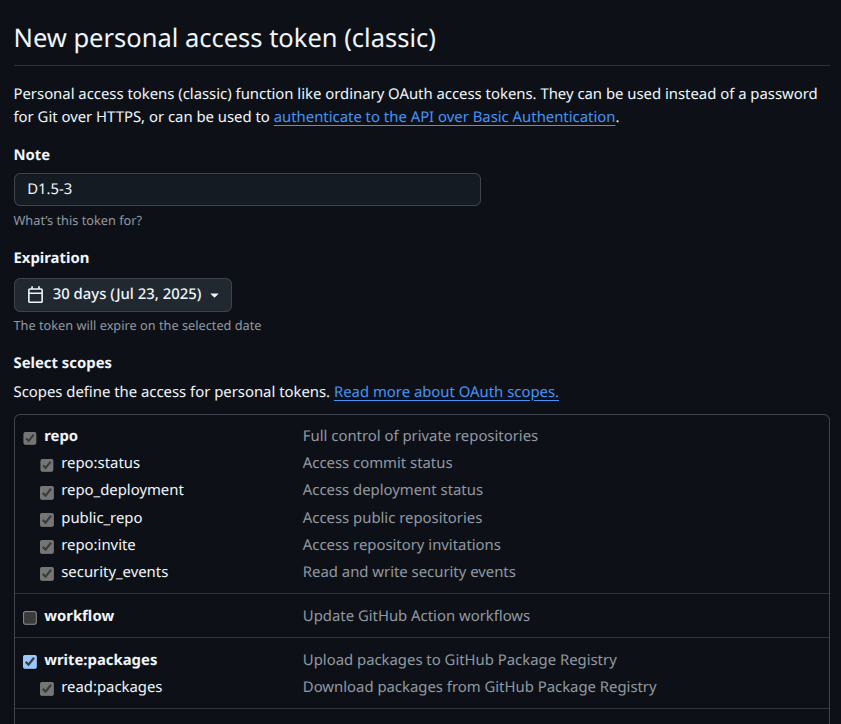 New personal access token (classic)
Personal access tokens (classic) function like ordinary OAuth access tokens. They can be used instead of a password
for Git over HTTPS, or can be used to authenticate to the API over Basic Authentication.
Note
D1.5-3
What's this token for?
Expiration
30 days (Jul 23, 2025)
The token will expire on the selected date
Select scopes
Scopes define the access for personal tokens. Read more about OAuth scopes.
repo Full control of private repositories
repo:status Access commit status
repo_deployment Access deployment status
public_repo Access public repositories
repo:invite Access repository invitations
security_events Read and write security events
workflow Update GitHub Action workflows
write:packages Upload packages to GitHub Package Registry
read:packages Download packages from GitHub Package Registry